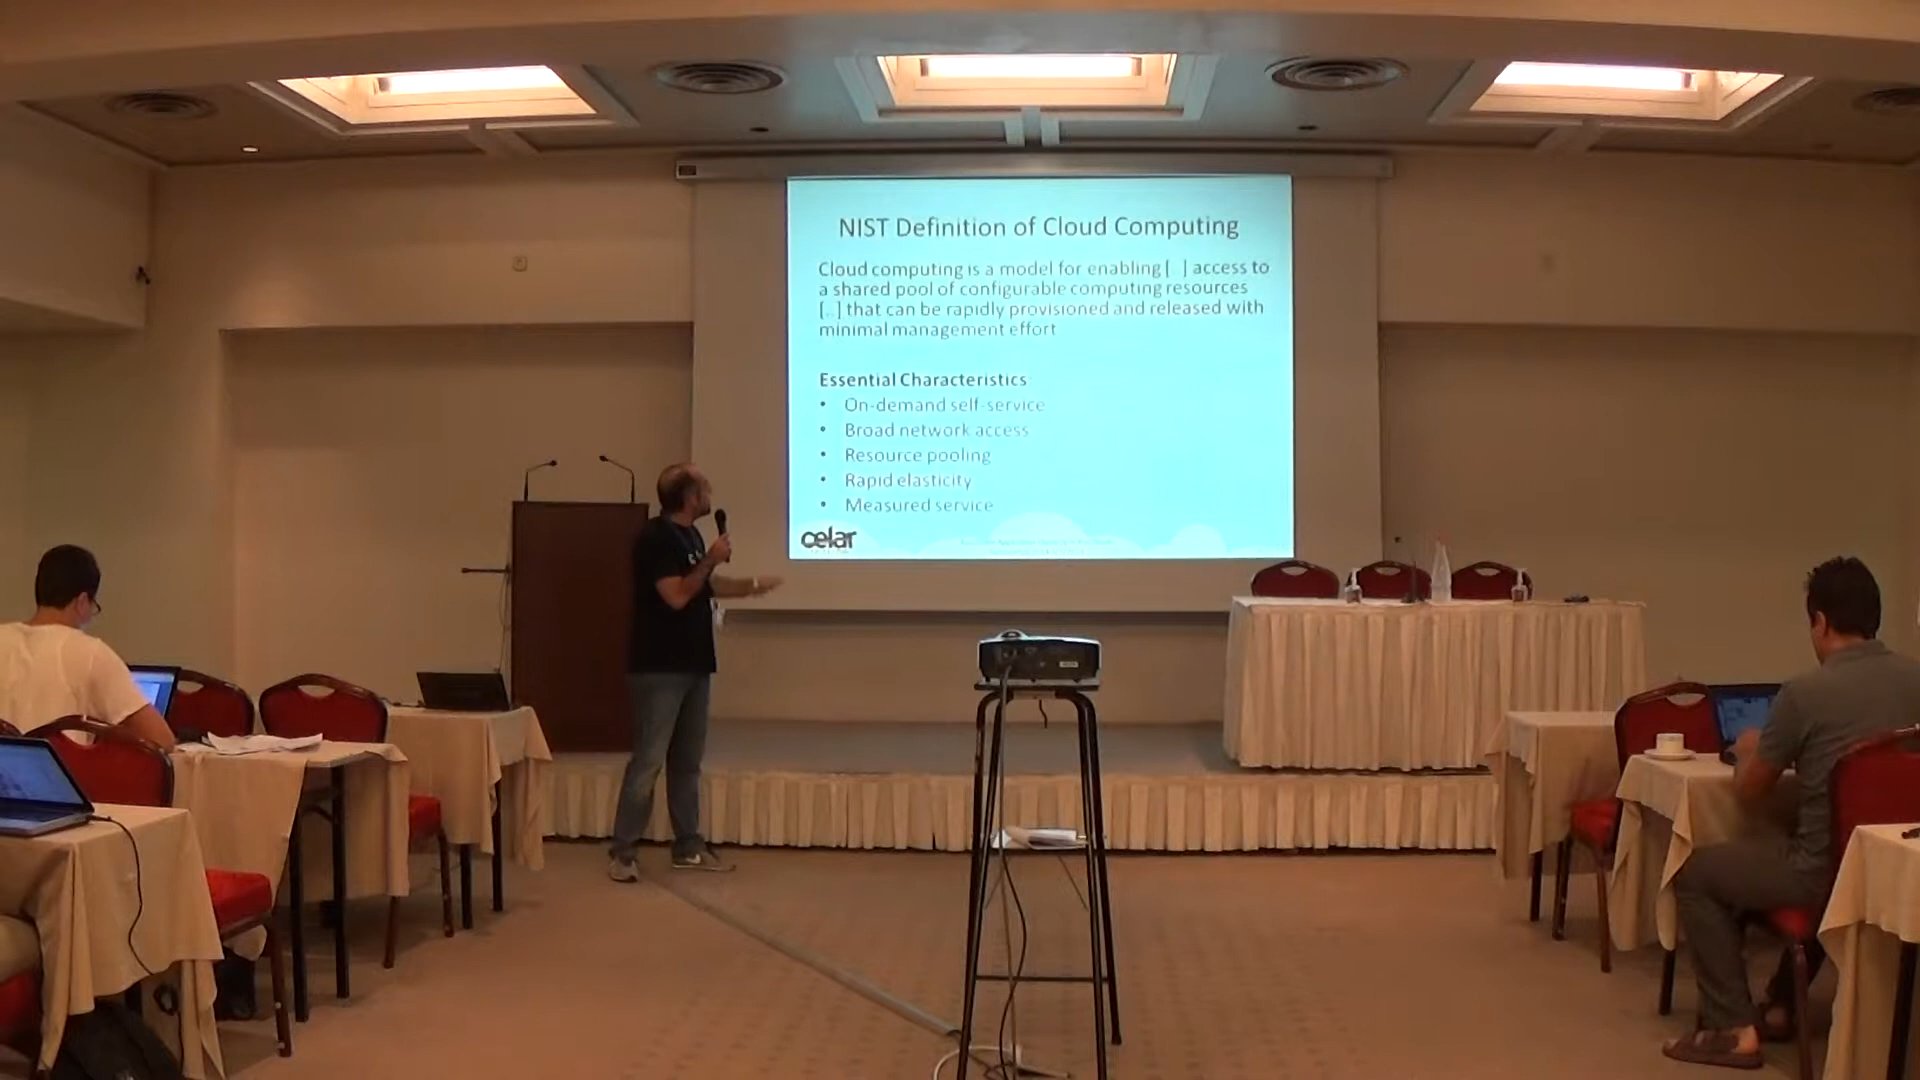 NIST Definition of Cloud Computing
Cloud computing is a model for enabling [..] access to
a shared pool of configurable computing resources
[..] that can be rapidly provisioned and released with
minimal management effort
Essential Characteristics
• On-demand self-service
• Broad network access
• Resource pooling
• Rapid elasticity
• Measured service
celar